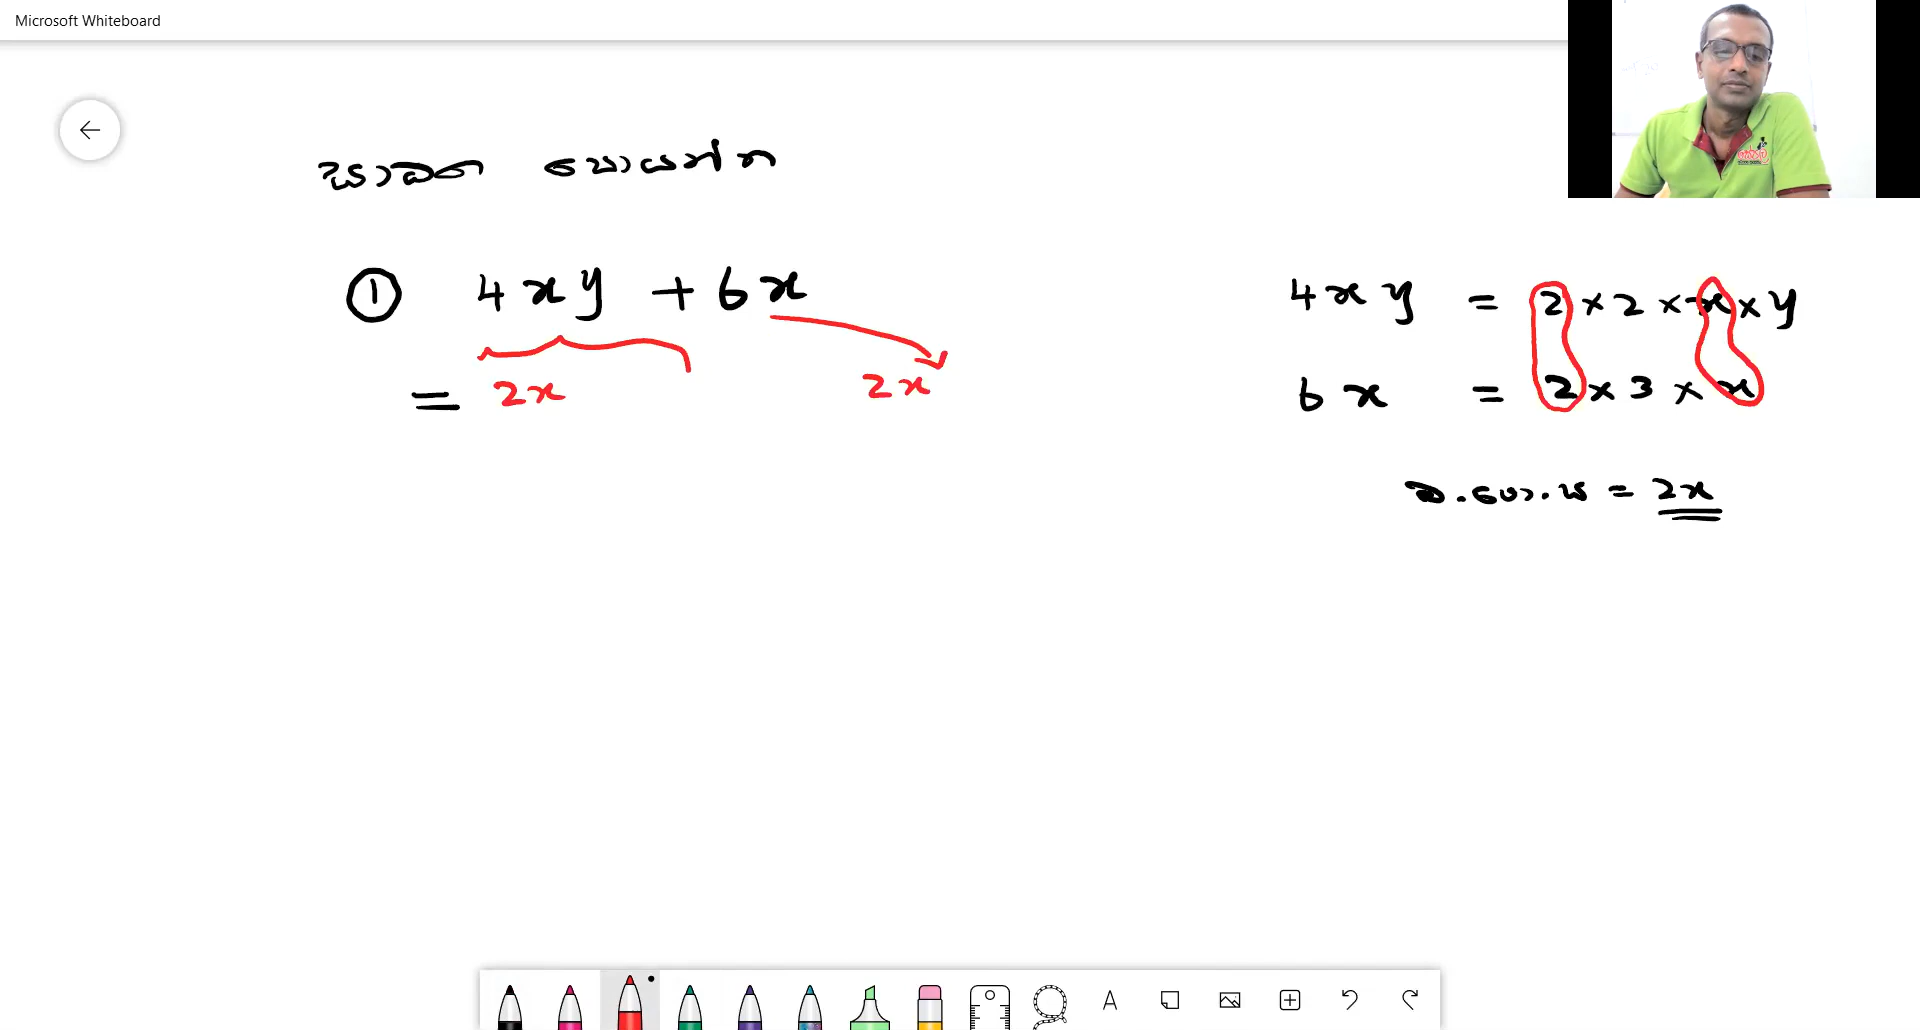 Microsoft Whiteboard
සාධක සෙවීම
① 4xy + 6x
= 2x 2x
4xy = 2 × 2 × x × y
6x = 2 × 3 × x
ම.පො.ස = 2x
A